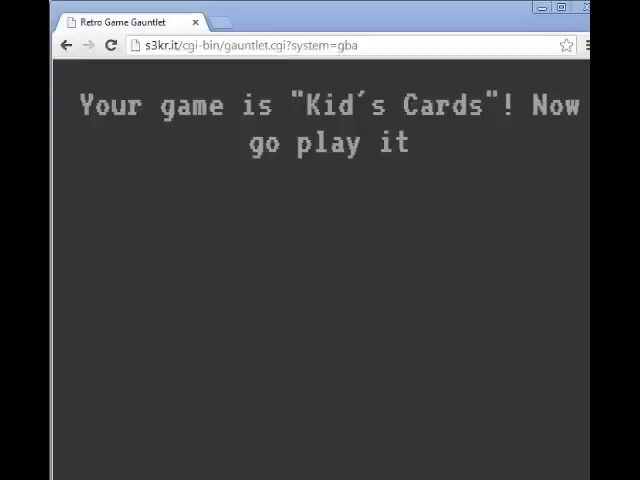 Retro Game Gauntlet
s3kr.it/cgi-bin/gauntlet.cgi?system=gba
Your game is "Kid's Cards"! Now
go play it